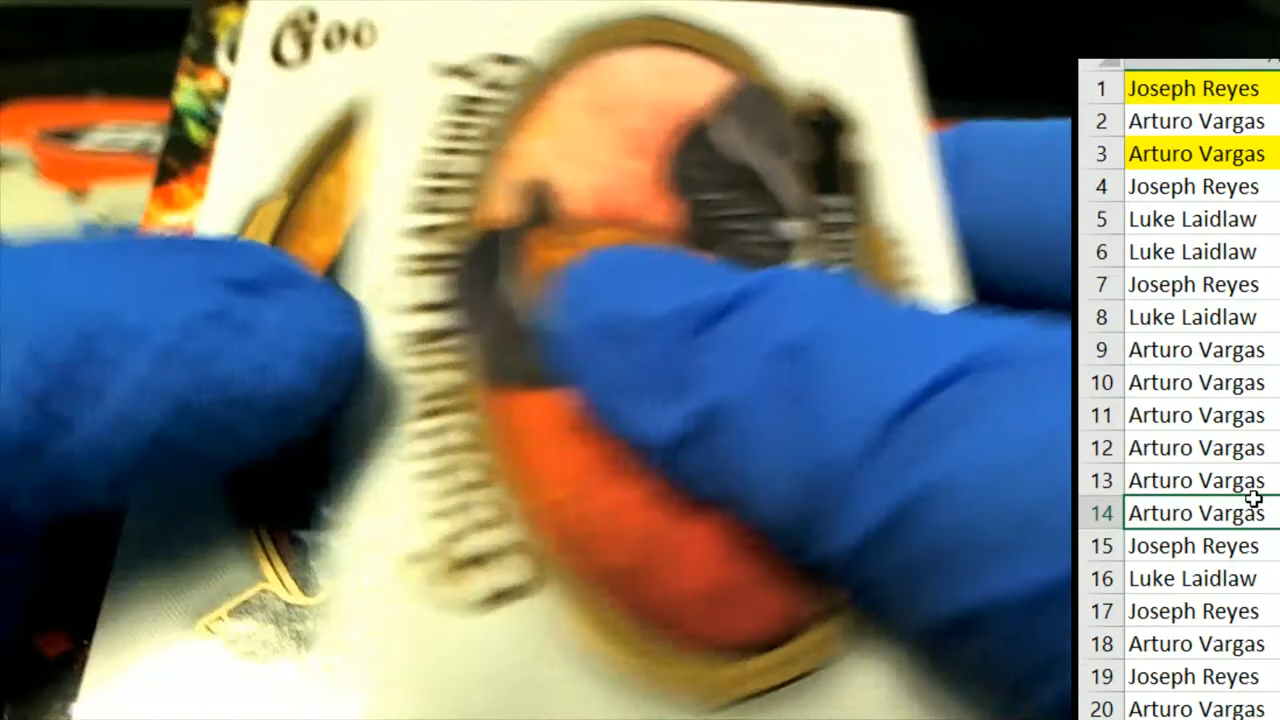 Goo
1 Joseph Reyes
2 Arturo Vargas
3 Arturo Vargas
4 Joseph Reyes
5 Luke Laidlaw
6 Luke Laidlaw
7 Joseph Reyes
8 Luke Laidlaw
9 Arturo Vargas
10 Arturo Vargas
11 Arturo Vargas
12 Arturo Vargas
13 Arturo Vargas
14 Arturo Vargas
15 Joseph Reyes
16 Luke Laidlaw
17 Joseph Reyes
18 Arturo Vargas
19 Joseph Reyes
20 Arturo Vargas